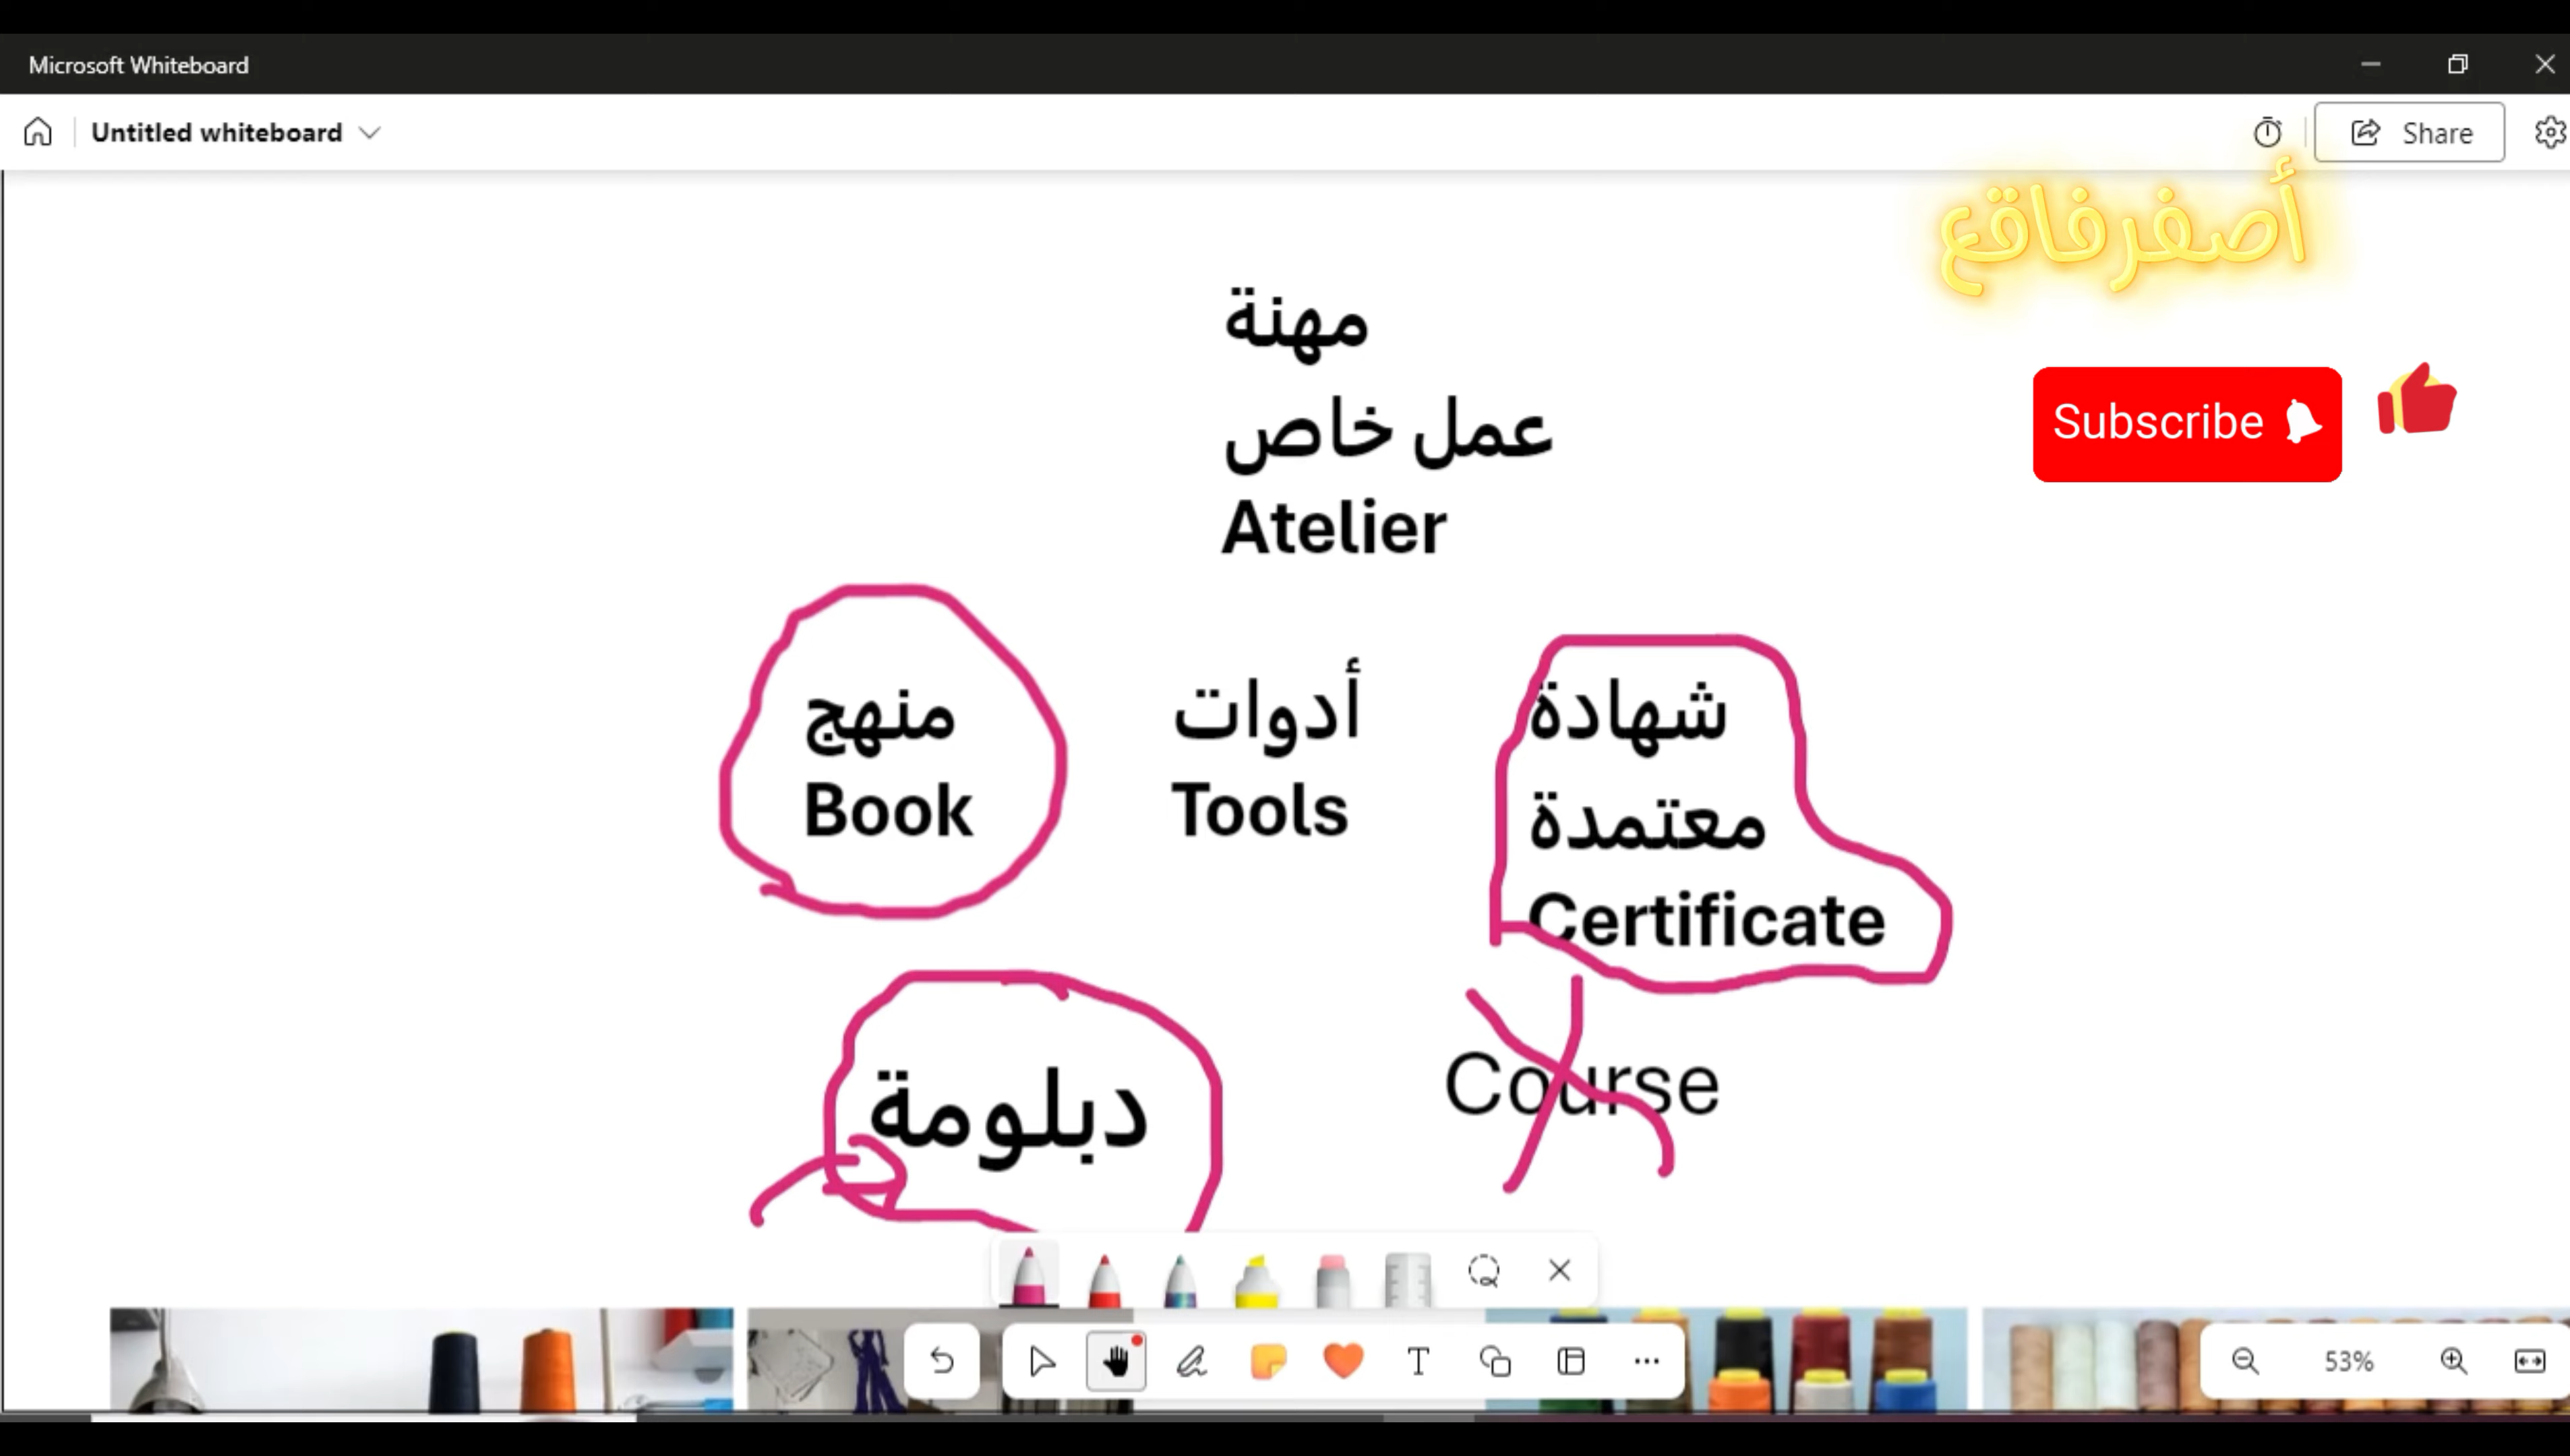 Microsoft Whiteboard
Untitled whiteboard
Share
أصفرفاقع
Subscribe
مهنة
عمل خاص
Atelier
منهج
Book
أدوات
Tools
شهادة
معتمدة
Certificate
دبلومة
Course
53%